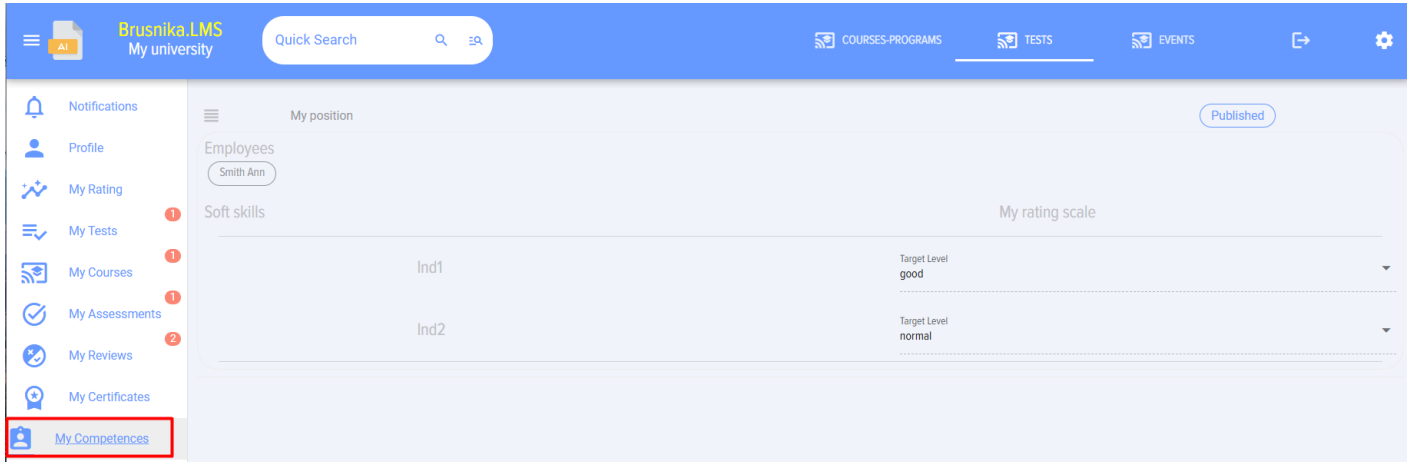 AI
Brusnika.LMS
My university
Quick Search
COURSES-PROGRAMS
TESTS
EVENTS
Notifications
Profile
My Rating
1
My Tests
1
My Courses
1
My Assessments
2
My Reviews
My Certificates
My Competences
My position
Published
Employees
Smith Ann
Soft skills
My rating scale
Ind1
Target Level
good
Ind2
Target Level
normal